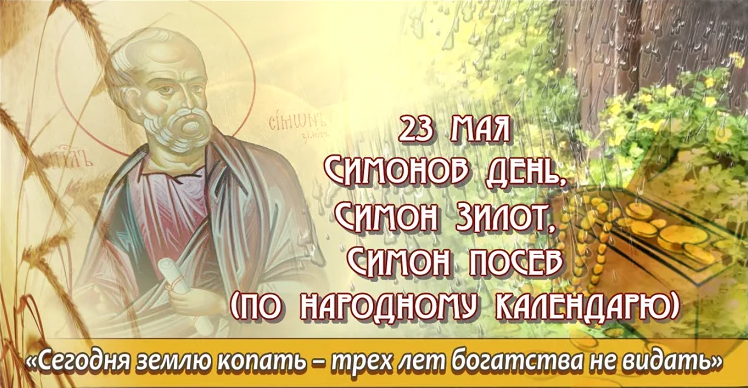 СІМѠНЪ
23 МАЯ
СИМОНОВ ДЕНЬ,
СИМОН ЗИЛОТ,
СИМОН ПОСЕВ
(ПО НАРОДНОМУ КАЛЕНДАРЮ)
«Сегодня землю копать – трех лет богатства не видать»